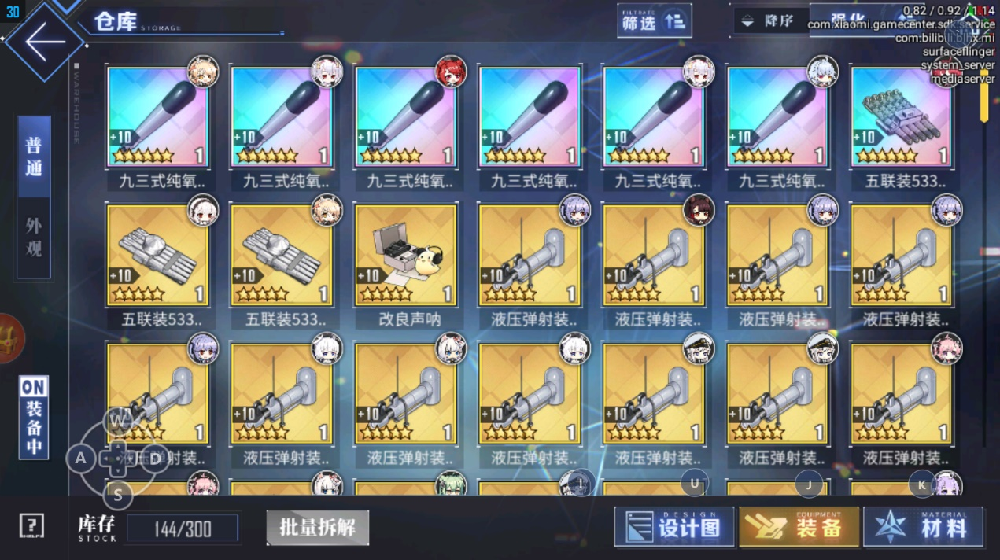 30
仓库 STORAGE
FILTRATE
筛选
降序
强化
0.82 / 0.92 / 1.14
com.xiaomi.gamecenter.sdk.service
com.bilibili.blhx.mi
surfaceflinger
system_server
mediaserver
WAREHOUSE
普通
外观
+10 1
+10 1
+10 1
+10 1
+10 1
+10 1
+10 1
九三式纯氧..
九三式纯氧..
九三式纯氧..
九三式纯氧..
九三式纯氧..
九三式纯氧..
五联装533..
+10 1
+10 1
+10 1
+10 1
+10 1
+10 1
+10 1
五联装533..
五联装533..
改良声呐
液压弹射装..
液压弹射装..
液压弹射装..
液压弹射装..
ON
装备中
+10 1
+10 1
+10 1
+10 1
+10 1
+10 1
+10 1
液压弹射装..
液压弹射装..
液压弹射装..
液压弹射装..
液压弹射装..
液压弹射装..
液压弹射装..
W
A
D
S
I
U
J
K
?
HELP
库存
STOCK
144/300
批量拆解
DESIGN
设计图
EQUIPMENT
装备
MATERIAL
材料